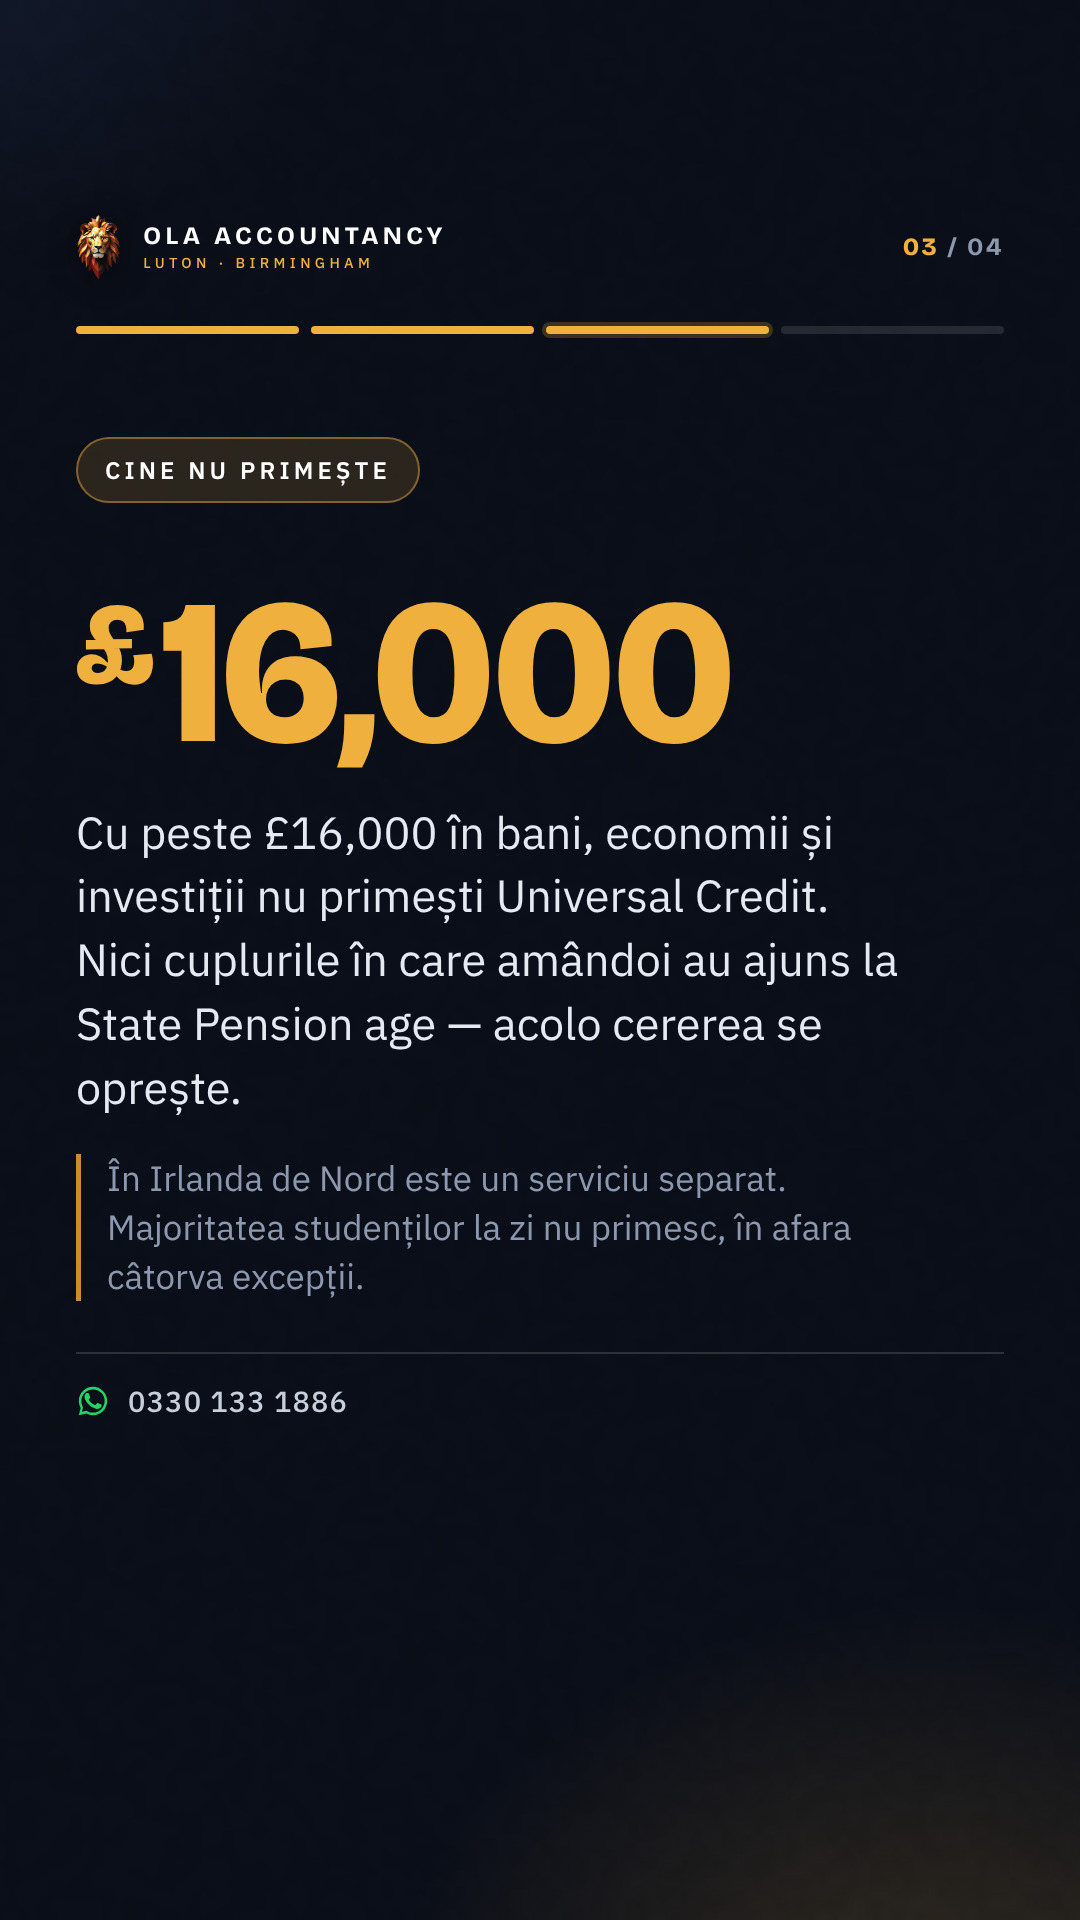 OLA ACCOUNTANCY
LUTON · BIRMINGHAM
03 / 04
CINE NU PRIMEȘTE
£16,000
Cu peste £16,000 în bani, economii și
investiții nu primești Universal Credit.
Nici cuplurile în care amândoi au ajuns la
State Pension age — acolo cererea se
oprește.
În Irlanda de Nord este un serviciu separat.
Majoritatea studenților la zi nu primesc, în afara
câtorva excepții.
0330 133 1886